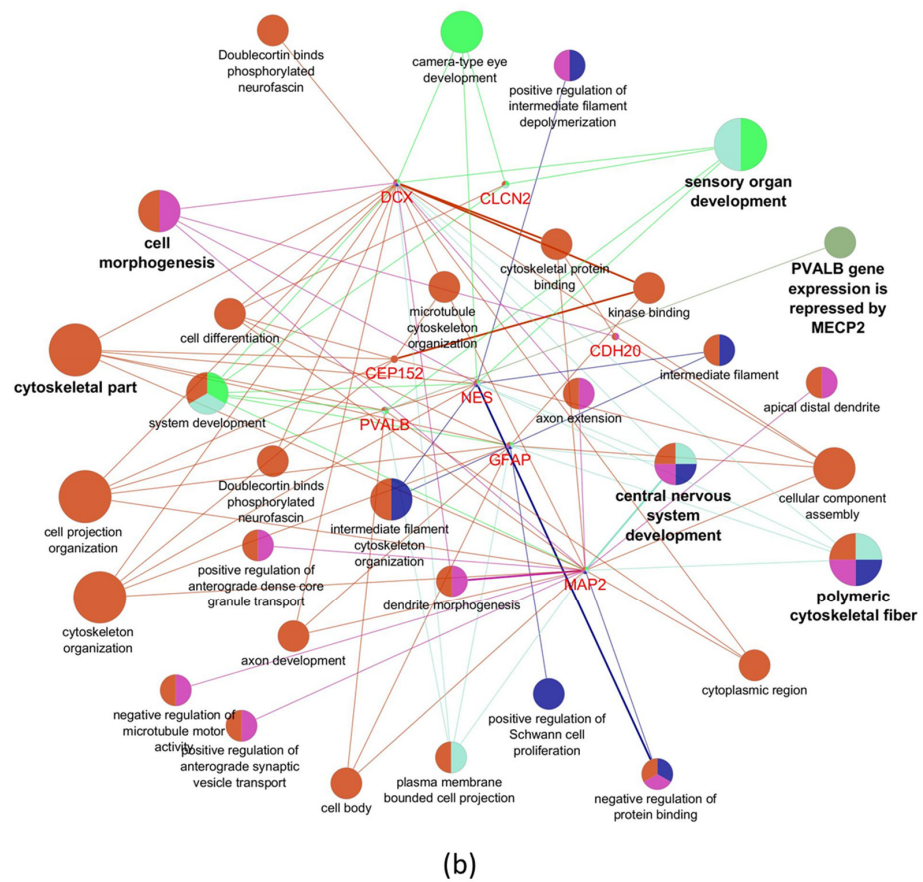 Doublecortin binds
phosphorylated
neurofascin
camera-type eye
development
positive regulation of
intermediate filament
depolymerization
sensory organ
development
DCX
CLCN2
cell
morphogenesis
cytoskeletal protein
binding
PVALB gene
expression is
repressed by
MECP2
kinase binding
microtubule
cytoskeleton
organization
cell differentiation
CDH20
CEP152
cytoskeletal part
intermediate filament
NES
apical distal dendrite
axon extension
system development
PVALB
GFAP
Doublecortin binds
phosphorylated
neurofascin
central nervous
system
development
cellular component
assembly
cell projection
organization
intermediate filament
cytoskeleton
organization
positive regulation of
anterograde dense core
granule transport
MAP2
dendrite morphogenesis
polymeric
cytoskeletal fiber
cytoskeleton
organization
axon development
cytoplasmic region
negative regulation of
microtubule motor
activity
positive regulation of
anterograde synaptic
vesicle transport
positive regulation of
Schwann cell
proliferation
plasma membrane
bounded cell projection
negative regulation of
protein binding
cell body
(b)